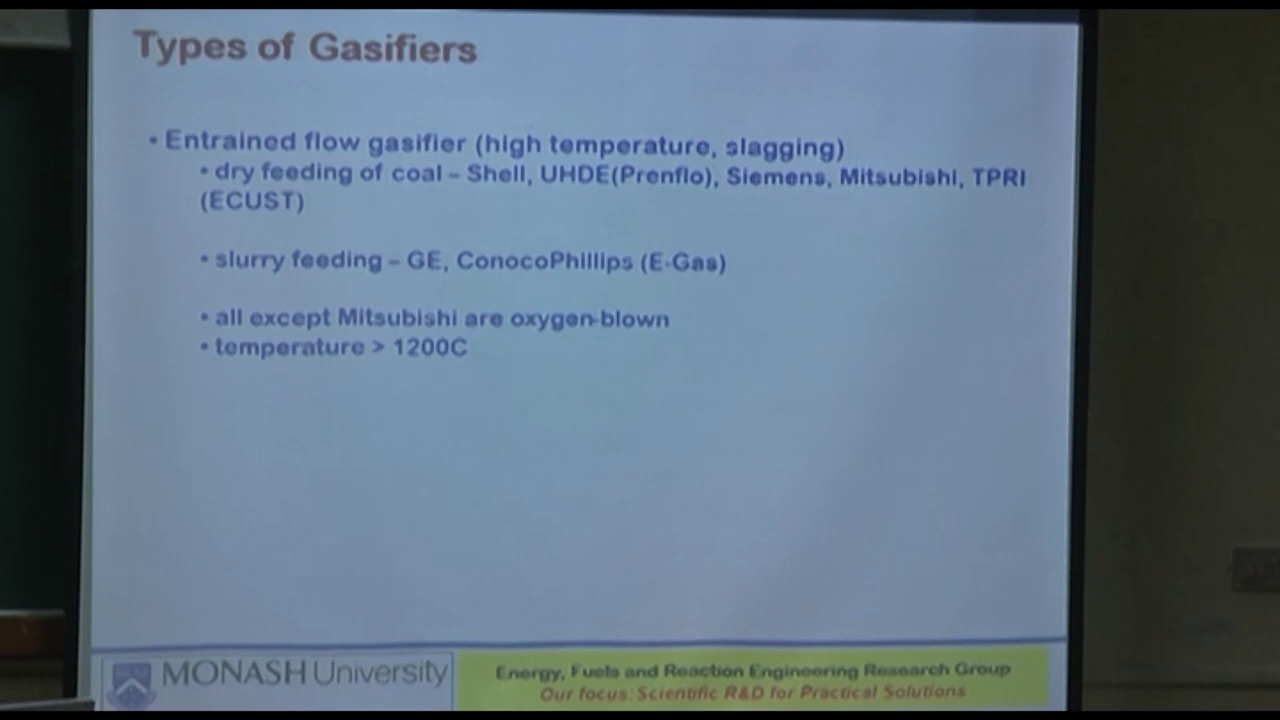 Types of Gasifiers
• Entrained flow gasifier (high temperature, slagging)
• dry feeding of coal – Shell, UHDE(Prenflo), Siemens, Mitsubishi, TPRI
(ECUST)
• slurry feeding – GE, ConocoPhillips (E-Gas)
• all except Mitsubishi are oxygen-blown
• temperature > 1200C
MONASH University
Energy, Fuels and Reaction Engineering Research Group
Our focus: Scientific R&D for Practical Solutions